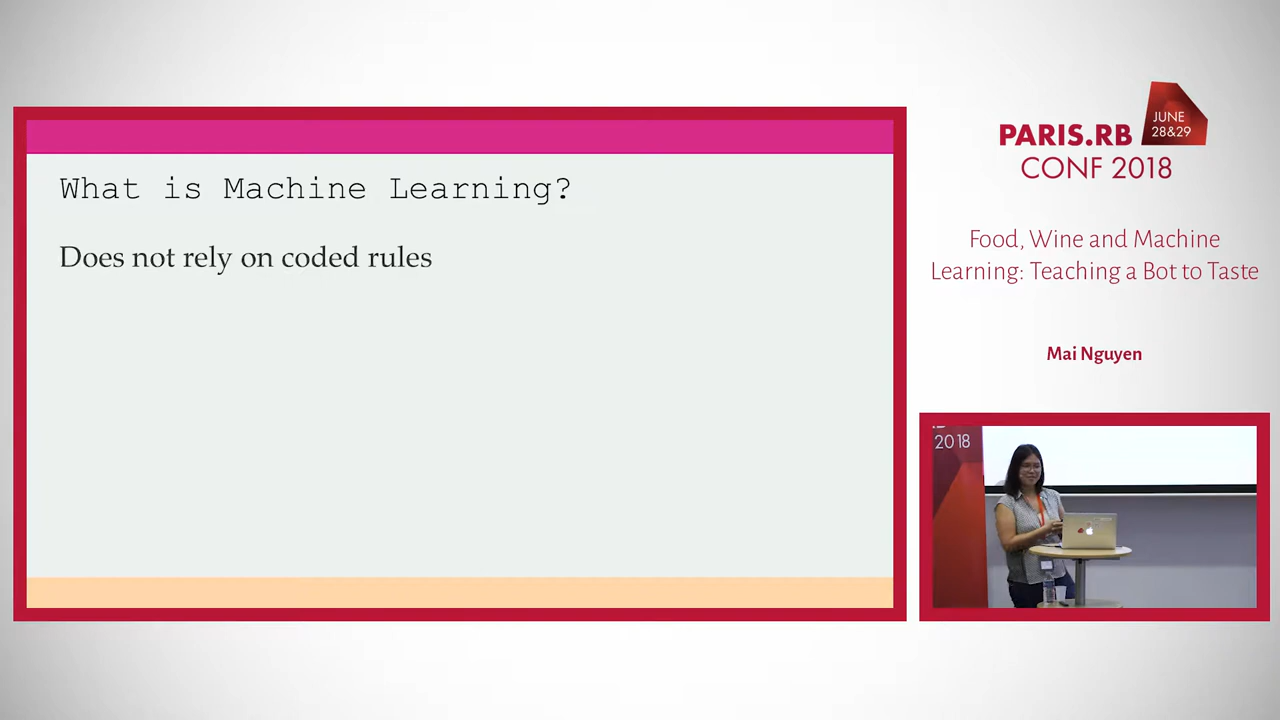 What is Machine Learning?
Does not rely on coded rules
PARIS.RB
JUNE
28&29
CONF 2018
Food, Wine and Machine
Learning: Teaching a Bot to Taste
Mai Nguyen
2018